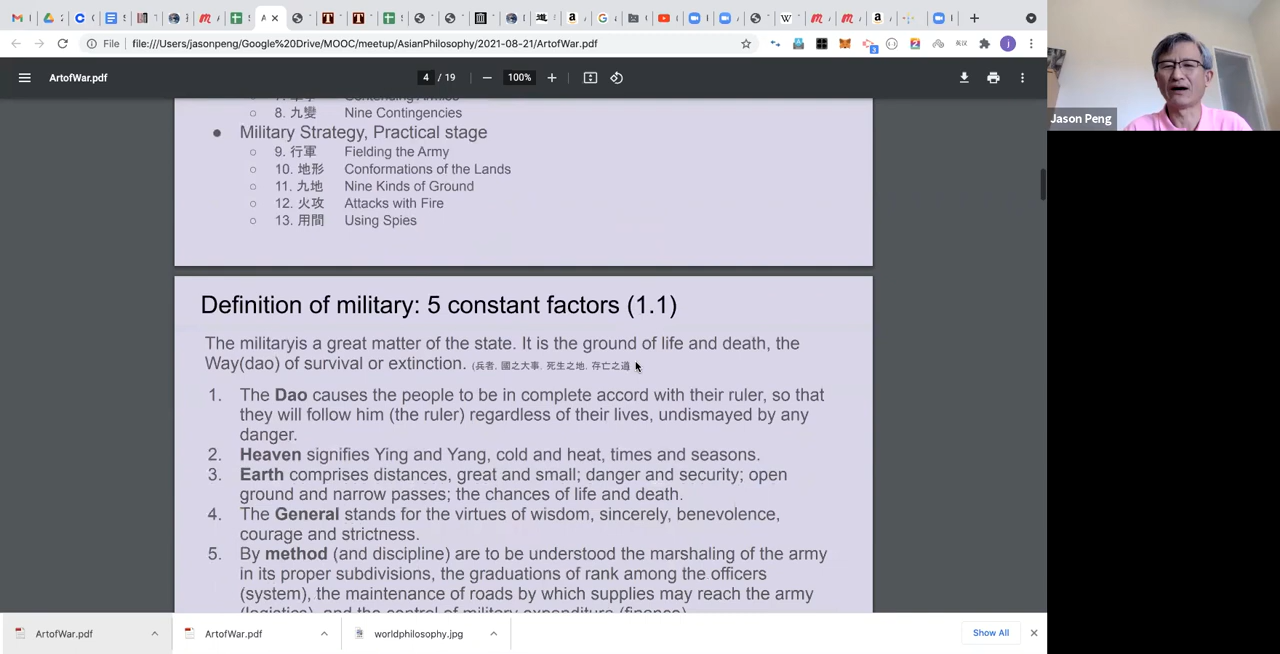 File
file:///Users/jasonpeng/Google%20Drive/MOOC/meetup/AsianPhilosophy/2021-08-21/ArtofWar.pdf
ArtofWar.pdf
4 / 19
100%
Jason Peng
8. 九變 Nine Contingencies
● Military Strategy, Practical stage
9. 行軍 Fielding the Army
10. 地形 Conformations of the Lands
11. 九地 Nine Kinds of Ground
12. 火攻 Attacks with Fire
13. 用間 Using Spies
Definition of military: 5 constant factors (1.1)
The militaryis a great matter of the state. It is the ground of life and death, the
Way(dao) of survival or extinction. (兵者, 國之大事, 死生之地, 存亡之道
1. The Dao causes the people to be in complete accord with their ruler, so that
they will follow him (the ruler) regardless of their lives, undismayed by any
danger.
2. Heaven signifies Ying and Yang, cold and heat, times and seasons.
3. Earth comprises distances, great and small; danger and security; open
ground and narrow passes; the chances of life and death.
4. The General stands for the virtues of wisdom, sincerely, benevolence,
courage and strictness.
5. By method (and discipline) are to be understood the marshaling of the army
in its proper subdivisions, the graduations of rank among the officers
(system), the maintenance of roads by which supplies may reach the army
(logistics), and the control of military expenditure (finance)
ArtofWar.pdf
ArtofWar.pdf
worldphilosophy.jpg
Show All